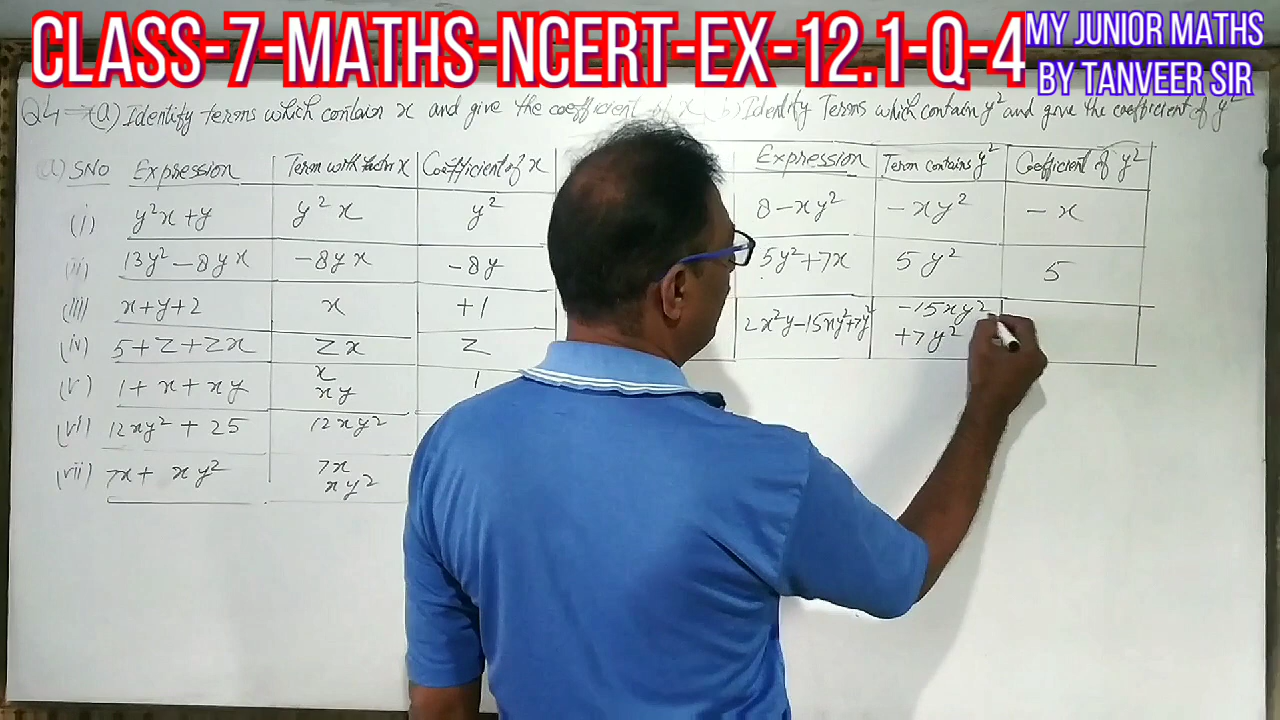 CLASS-7-MATHS-NCERT-EX-12.1-Q-4
MY JUNIOR MATHS
BY TANVEER SIR
Q4 → (a) Identify terms which contain x and give the coefficient of x (b) Identify Terms which contain y² and give the coefficient of y²
(a) SNO Expression Term with factor x Coefficient of x
(i) y²x + y y²x y²
(ii) 13y² - 8yx -8yx -8y
(iii) x + y + 2 x +1
(iv) 5 + z + zx zx z
(v) 1 + x + xy x 1
xy
(vi) 12xy² + 25 12xy²
(vii) 7x + xy² 7x
xy²
Expression Term contains y² Coefficient of y²
8 - xy² -xy² -x
5y² + 7x 5y² 5
2x²y - 15xy² + 7y² -15xy²
+7y²